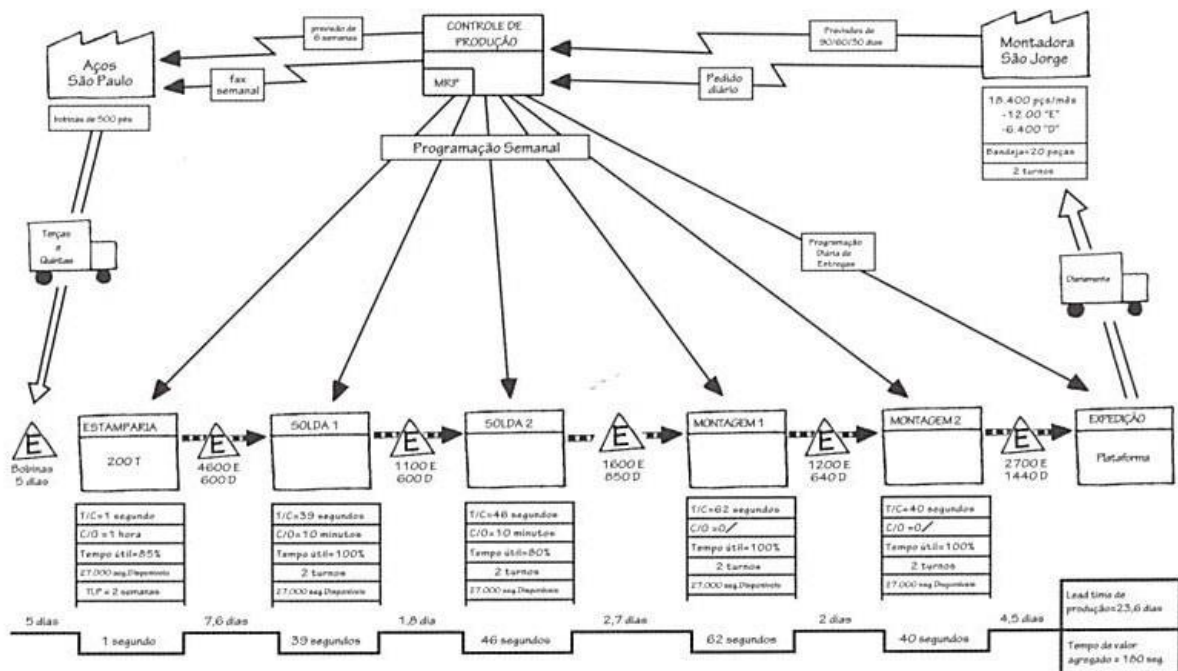 previsão de
6 semanas
CONTROLE DE
PRODUÇÃO
MRP
Previsões de
90/60/30 dias
Montadora
São Jorge
Aços
São Paulo
fax
semanal
Pedido
diário
bobinas de 500 pés
18.400 pçs/mês
-12.00 "E"
-6.400 "D"
Bandeja=20 peças
2 turnos
Programação Semanal
Terças
e
Quintas
Programação
Diária de
Entregas
Diariamente
E
Bobinas
5 dias
ESTAMPARIA
200 T
E
4600 E
600 D
SOLDA 1
E
1100 E
600 D
SOLDA 2
E
1600 E
850 D
MONTAGEM 1
E
1200 E
640 D
MONTAGEM 2
E
2700 E
1440 D
EXPEDIÇÃO
Plataforma
T/C=1 segundo
C/O =1 hora
Tempo útil=85%
27.000 seg.Disponíveis
TLP = 2 semanas
T/C=39 segundos
C/O=10 minutos
Tempo útil=100%
2 turnos
27.000 seg.Disponíveis
T/C=46 segundos
C/O=10 minutos
Tempo útil=80%
2 turnos
27.000 seg.Disponíveis
T/C=62 segundos
C/O =0/
Tempo útil=100%
2 turnos
27.000 seg.Disponíveis
T/C=40 segundos
C/O =0/
Tempo útil=100%
2 turnos
27.000 seg.Disponíveis
5 dias
1 segundo
7,6 dias
39 segundos
1,8 dia
46 segundos
2,7 dias
62 segundos
2 dias
40 segundos
4,5 dias
Lead time de
produção=23,6 dias
Tempo de valor
agregado = 180 seg.